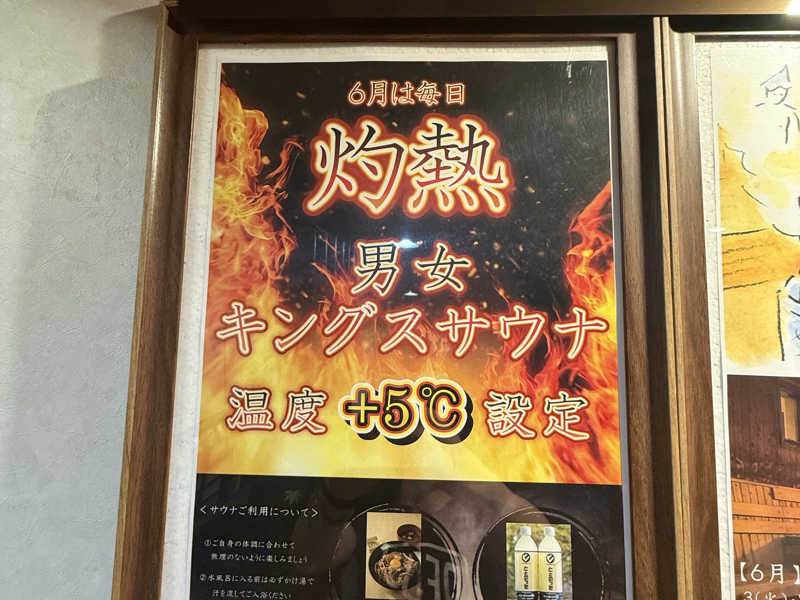 6月は毎日
灼熱
男女
キングスサウナ
温度 +5℃ 設定
＜サウナご利用について＞
①ご自身の体調に合わせて
無理のないように楽しみましょう
②水風呂に入る前は必ずかけ湯で
汗を流してご入浴ください
【6月】
3(火)